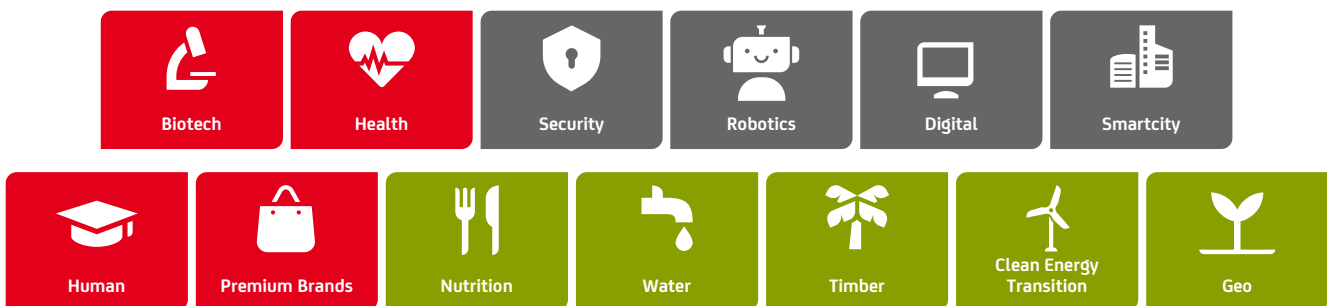 Biotech
Health
Security
Robotics
Digital
Smartcity
Human
Premium Brands
Nutrition
Water
Timber
Clean Energy
Transition
Geo